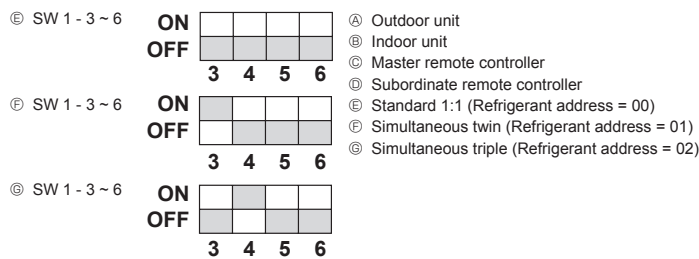 Ⓔ SW 1 - 3 ~ 6
ON
OFF
3 4 5 6
Ⓕ SW 1 - 3 ~ 6
ON
OFF
3 4 5 6
Ⓖ SW 1 - 3 ~ 6
ON
OFF
3 4 5 6
Ⓐ Outdoor unit
Ⓑ Indoor unit
Ⓒ Master remote controller
Ⓓ Subordinate remote controller
Ⓔ Standard 1:1 (Refrigerant address = 00)
Ⓕ Simultaneous twin (Refrigerant address = 01)
Ⓖ Simultaneous triple (Refrigerant address = 02)